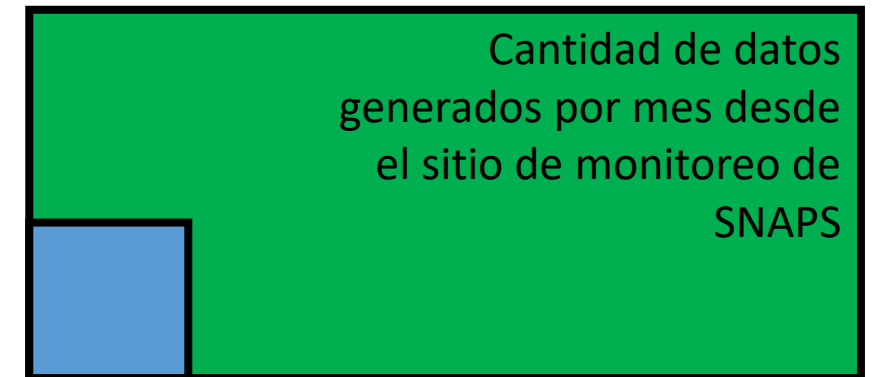 Cantidad de datos
generados por mes desde
el sitio de monitoreo de
SNAPS